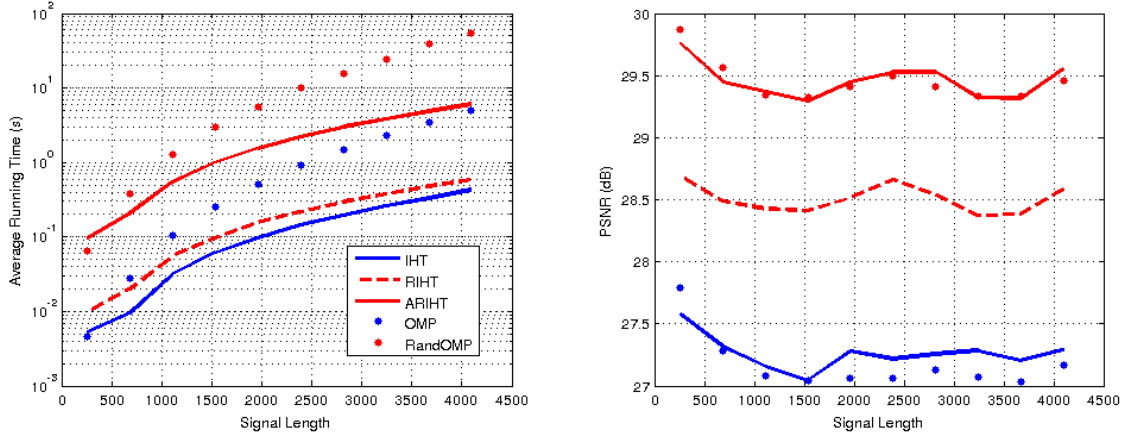 10^2
10^1
10^0
10^-1
10^-2
10^-3
Average Running Time (s)
0 500 1000 1500 2000 2500 3000 3500 4000 4500
Signal Length
IHT
RIHT
ARIHT
OMP
RandOMP
30
29.5
29
28.5
28
27.5
27
PSNR (dB)
0 500 1000 1500 2000 2500 3000 3500 4000 4500
Signal Length